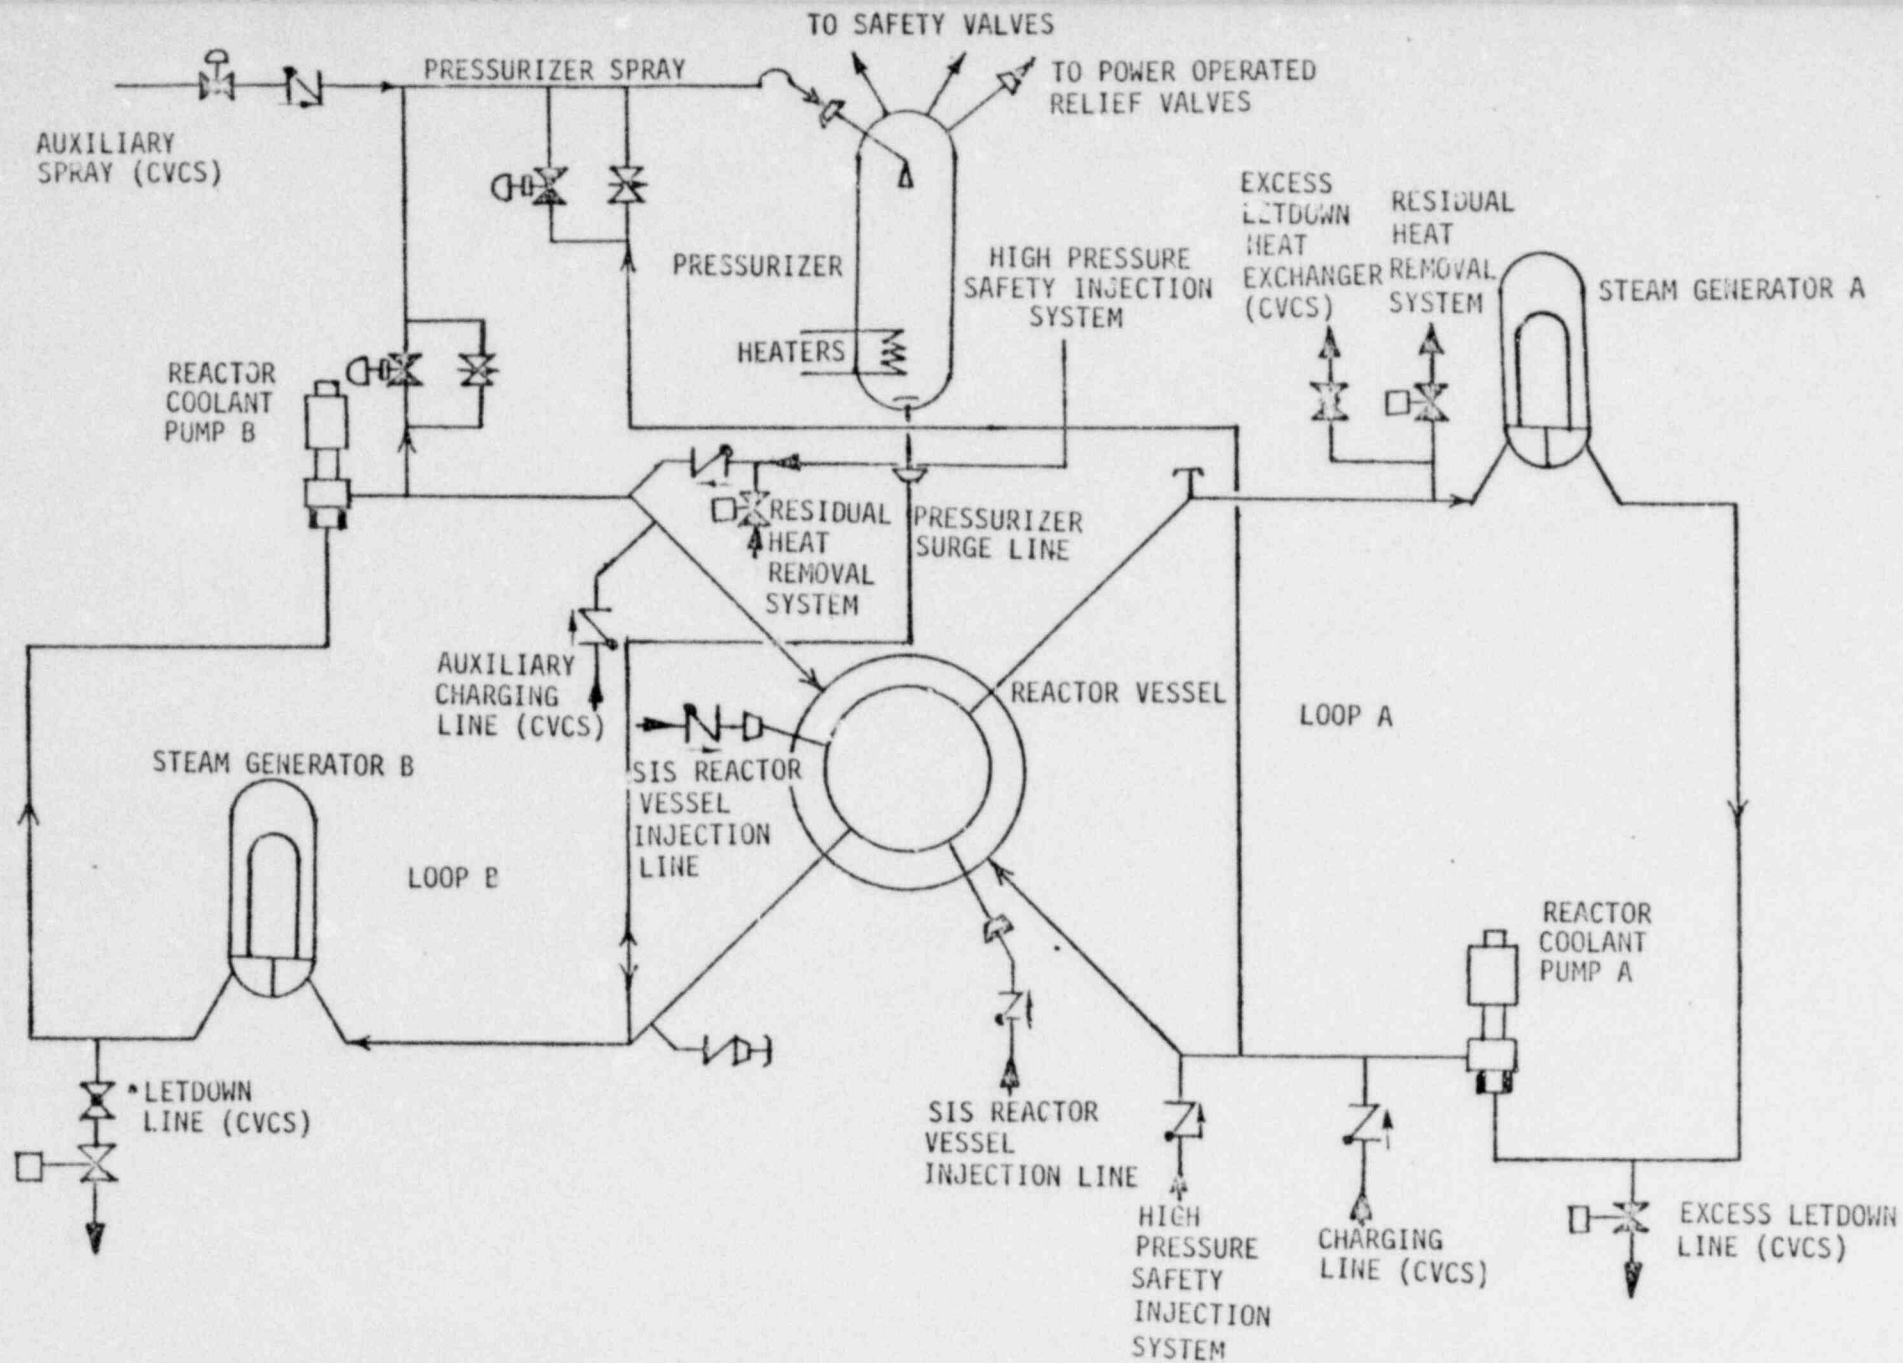 TO SAFETY VALVES
PRESSURIZER SPRAY
TO POWER OPERATED
RELIEF VALVES
AUXILIARY
SPRAY (CVCS)
EXCESS
LETDOWN
HEAT
EXCHANGER
(CVCS)
RESIDUAL
HEAT
REMOVAL
SYSTEM
PRESSURIZER
HIGH PRESSURE
SAFETY INJECTION
SYSTEM
STEAM GENERATOR A
HEATERS
REACTOR
COOLANT
PUMP B
RESIDUAL
HEAT
REMOVAL
SYSTEM
PRESSURIZER
SURGE LINE
AUXILIARY
CHARGING
LINE (CVCS)
REACTOR VESSEL
LOOP A
STEAM GENERATOR B
SIS REACTOR
VESSEL
INJECTION
LINE
LOOP B
REACTOR
COOLANT
PUMP A
LETDOWN
LINE (CVCS)
SIS REACTOR
VESSEL
INJECTION LINE
HIGH
PRESSURE
SAFETY
INJECTION
SYSTEM
CHARGING
LINE (CVCS)
EXCESS LETDOWN
LINE (CVCS)